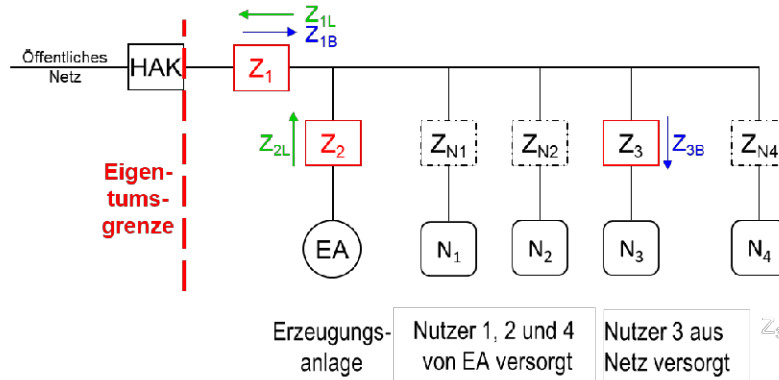 Z1L
Z1B
Öffentliches
Netz
HAK
Z1
Z2L
Z2
ZN1
ZN2
Z3
Z3B
ZN4
Eigen-
tums-
grenze
EA
N1
N2
N3
N4
Erzeugungs-
anlage
Nutzer 1, 2 und 4
von EA versorgt
Nutzer 3 aus
Netz versorgt